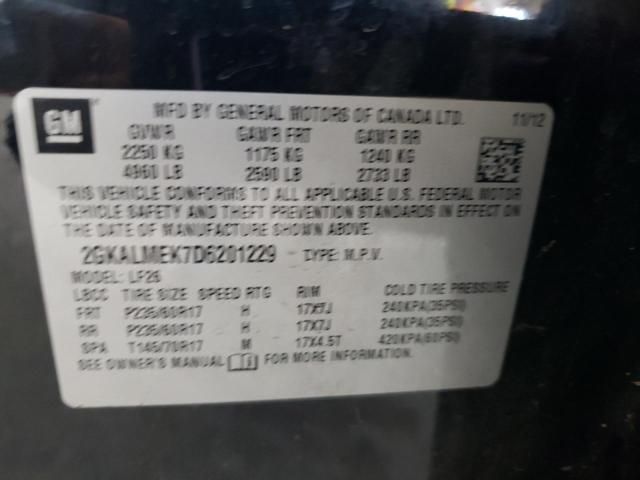 GM
MFD BY GENERAL MOTORS OF CANADA LTD. 11/12
GVWR GAWR FRT GAWR RR
2250 KG 1175 KG 1240 KG
4960 LB 2590 LB 2733 LB
THIS VEHICLE CONFORMS TO ALL APPLICABLE U.S. FEDERAL MOTOR
VEHICLE SAFETY AND THEFT PREVENTION STANDARDS IN EFFECT ON
THE DATE OF MANUFACTURE SHOWN ABOVE.
2GKALMEK7D6201229 TYPE: M.P.V.
MODEL: LF26
LBCC TIRE SIZE SPEED RTG RIM COLD TIRE PRESSURE
FRT P235/60R17 H 17X7J 240KPA(35PSI)
RR P235/60R17 H 17X7J 240KPA(35PSI)
SPA T145/70R17 M 17X4.5T 420KPA(60PSI)
SEE OWNER'S MANUAL FOR MORE INFORMATION.